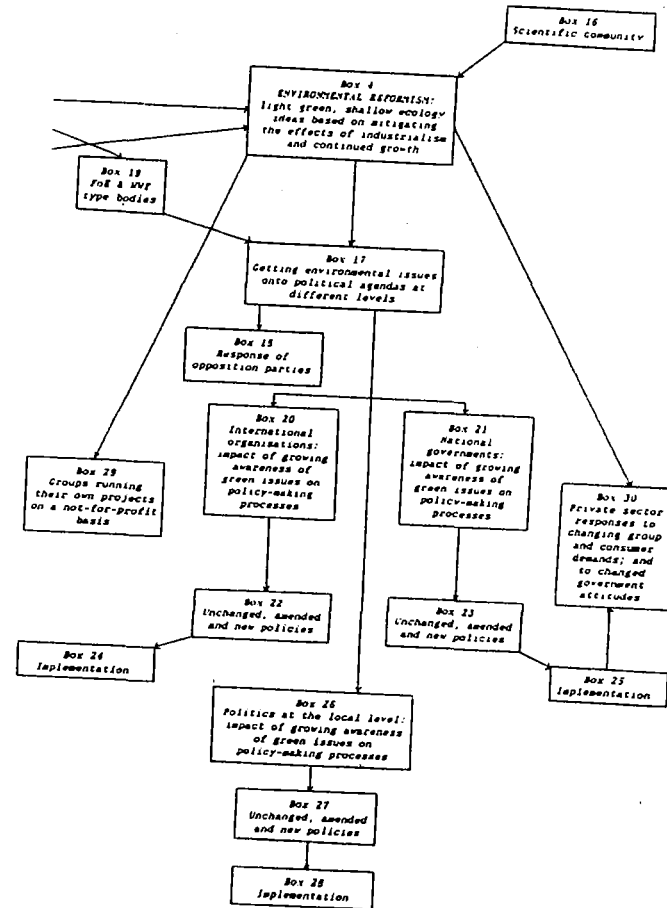 Box 16
Scientific community
Box 4
ENVIRONMENTAL REFORMISM:
light green, shallow ecology
ideas based on mitigating
the effects of industrialism
and continued growth
Box 18
FoE & WWF
type bodies
Box 17
Getting environmental issues
onto political agendas at
different levels
Box 15
Response of
opposition parties
Box 20
International
organisations:
impact of growing
awareness of
green issues on
policy-making
processes
Box 21
National
governments:
impact of growing
awareness of
green issues on
policy-making
processes
Box 29
Groups running
their own projects
on a not-for-profit
basis
Box 30
Private sector
responses to
changing group
and consumer
demands; and
to changed
government
attitudes
Box 22
Unchanged, amended
and new policies
Box 23
Unchanged, amended
and new policies
Box 24
Implementation
Box 25
Implementation
Box 26
Politics at the local level:
impact of growing awareness
of green issues on
policy-making processes
Box 27
Unchanged, amended
and new policies
Box 28
Implementation